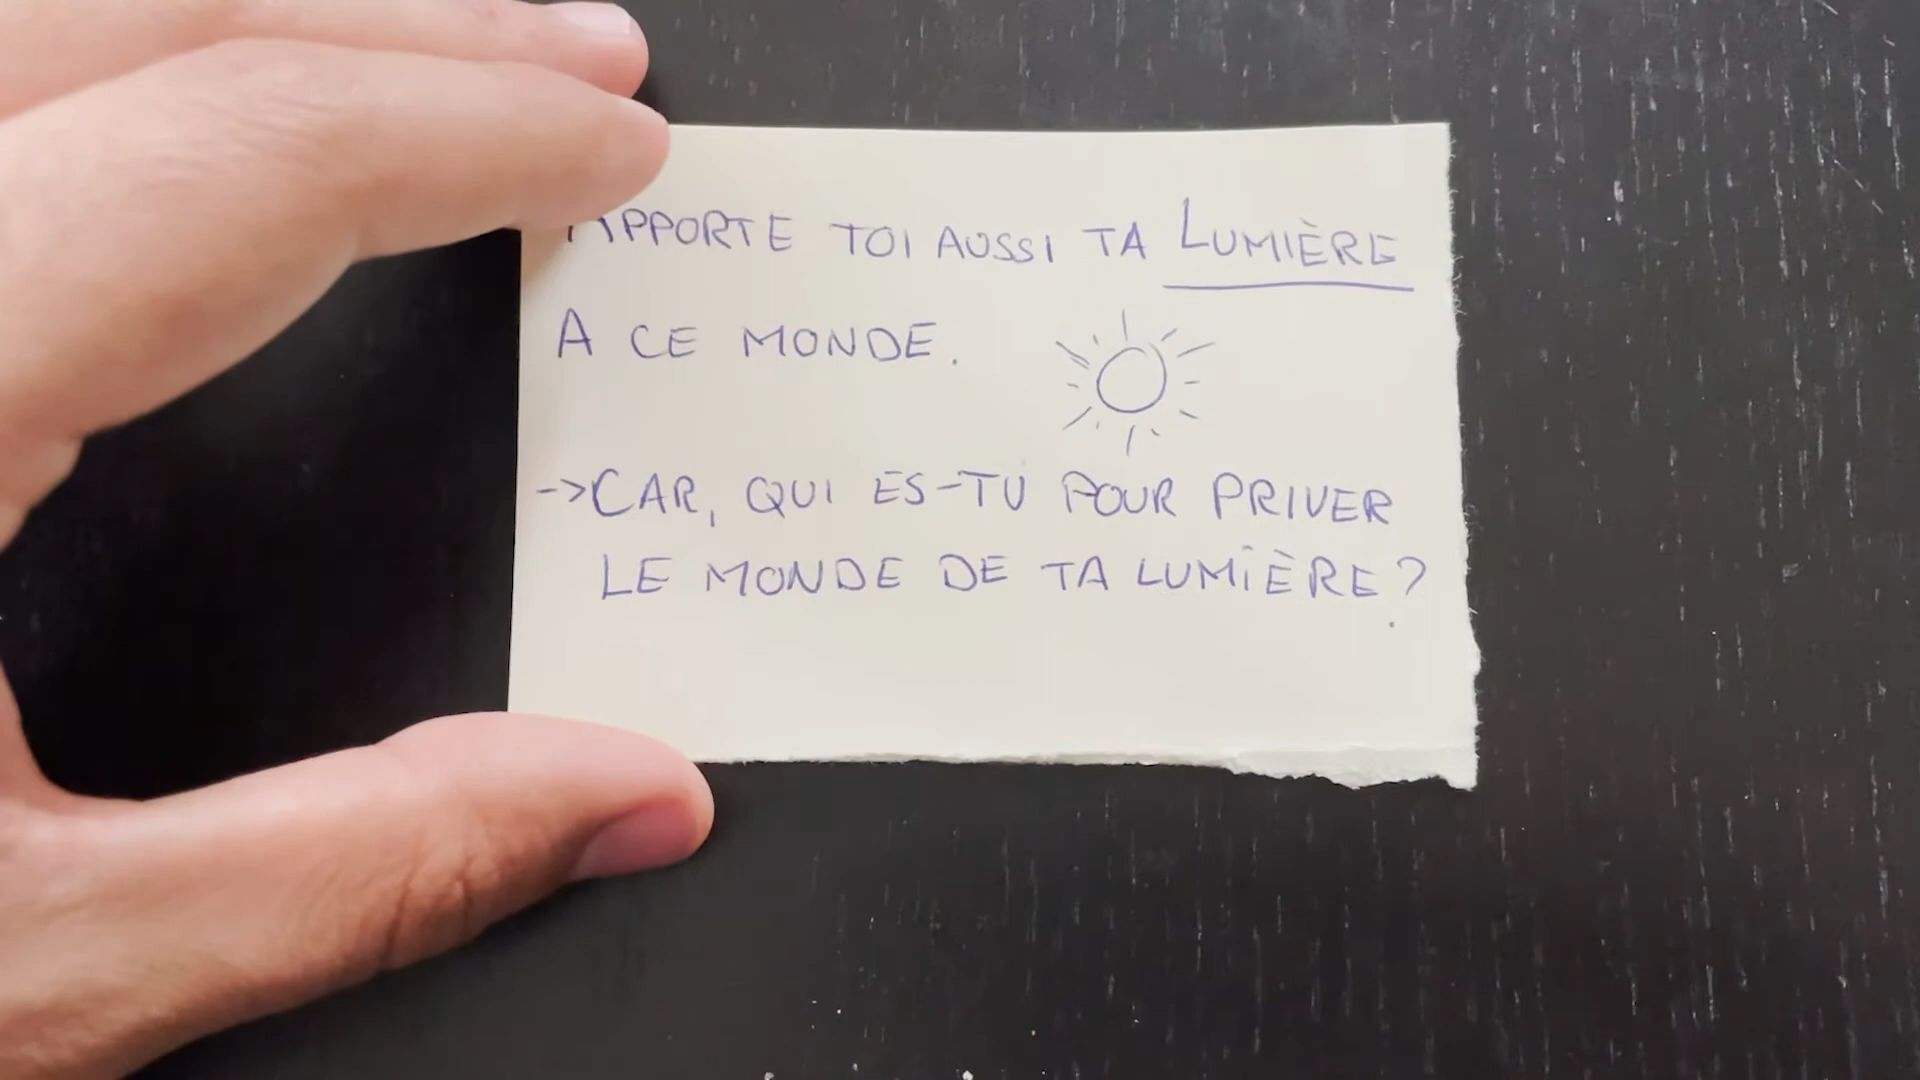 APPORTE TOI AUSSI TA LUMIÈRE
A CE MONDE.
->CAR, QUI ES-TU POUR PRIVER
LE MONDE DE TA LUMIÈRE?